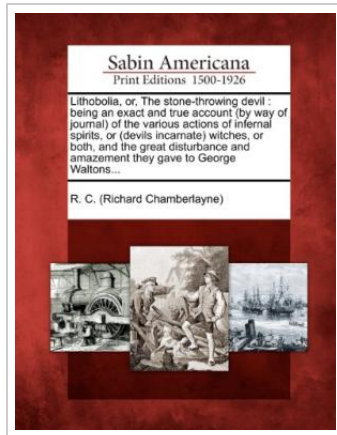 Sabin Americana
Print Editions 1500-1926
Lithobolia, or, The stone-throwing devil :
being an exact and true account (by way of
journal) of the various actions of infernal
spirits, or (devils incarnate) witches, or
both, and the great disturbance and
amazement they gave to George
Waltons...
R. C. (Richard Chamberlayne)